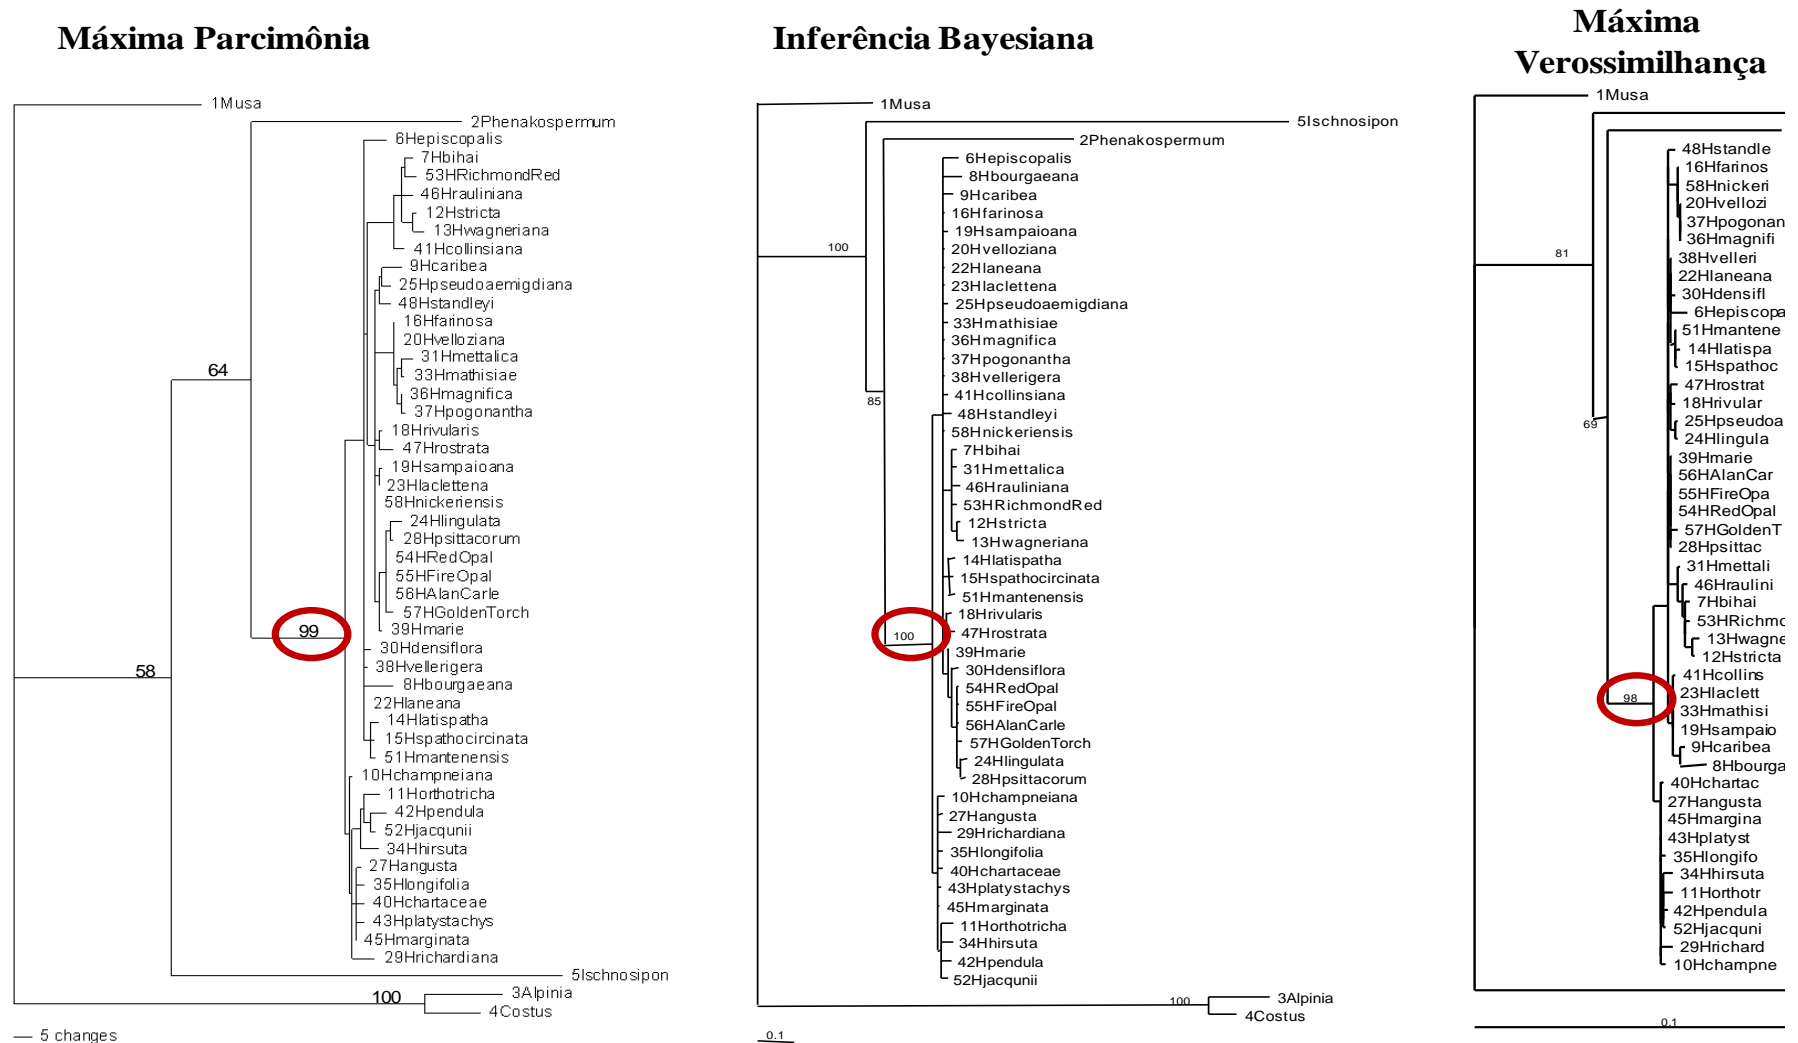 Máxima Parcimônia
1Musa
2Phenakospermum
6Hepiscopalis
7Hbihai
53HRichmondRed
46Hrauliniana
12Hstricta
13Hwagneriana
41Hcollinsiana
9Hcaribea
25Hpseudoaemigdiana
48Hstandleyi
16Hfarinosa
20Hvelloziana
31Hmettalica
33Hmathisiae
64
36Hmagnifica
37Hpogonantha
18Hrivularis
47Hrostrata
19Hsampaioana
23Hlaclettena
58Hnickeriensis
24Hlingulata
28Hpsittacorum
54HRedOpal
55HFireOpal
56HAlanCarle
57HGoldenTorch
99
39Hmarie
30Hdensiflora
38Hvellerigera
58
8Hbourgaeana
22Hlaneana
14Hlatispatha
15Hspathocircinata
51Hmantenensis
10Hchampneiana
11Horthotricha
42Hpendula
52Hjacqunii
34Hhirsuta
27Hangusta
35Hlongifolia
40Hchartaceae
43Hplatystachys
45Hmarginata
29Hrichardiana
5Ischnosipon
100
3Alpinia
4Costus
5 changes
Inferência Bayesiana
1Musa
5Ischnosipon
2Phenakospermum
6Hepiscopalis
8Hbourgaeana
9Hcaribea
16Hfarinosa
19Hsampaioana
100
20Hvelloziana
22Hlaneana
23Hlaclettena
25Hpseudoaemigdiana
33Hmathisiae
36Hmagnifica
37Hpogonantha
38Hvellerigera
41Hcollinsiana
85
48Hstandleyi
58Hnickeriensis
7Hbihai
31Hmettalica
46Hrauliniana
53HRichmondRed
12Hstricta
13Hwagneriana
14Hlatispatha
15Hspathocircinata
51Hmantenensis
18Hrivularis
47Hrostrata
100
39Hmarie
30Hdensiflora
54HRedOpal
55HFireOpal
56HAlanCarle
57HGoldenTorch
24Hlingulata
28Hpsittacorum
10Hchampneiana
27Hangusta
29Hrichardiana
35Hlongifolia
40Hchartaceae
43Hplatystachys
45Hmarginata
11Horthotricha
34Hhirsuta
42Hpendula
52Hjacqunii
100
3Alpinia
4Costus
0.1
Máxima
Verossimilhança
1Musa
48Hstandle
16Hfarinos
58Hnickeri
20Hvellozi
37Hpogonan
36Hmagnifi
81
38Hvelleri
22Hlaneana
30Hdensifl
6Hepiscopa
51Hmantene
14Hlatispa
15Hspathoc
47Hrostrat
18Hrivular
69
25Hpseudoa
24Hlingula
39Hmarie
56HAlanCar
55HFireOpa
54HRedOpal
57HGoldenT
28Hpsittac
31Hmettali
46Hraulini
7Hbihai
53HRichmo
13Hwagne
12Hstricta
41Hcollins
98
23Hlaclett
33Hmathisi
19Hsampaio
9Hcaribea
8Hbourga
40Hchartac
27Hangusta
45Hmargina
43Hplatyst
35Hlongifo
34Hhirsuta
11Horthotr
42Hpendula
52Hjacquni
29Hrichard
10Hchampne
0.1